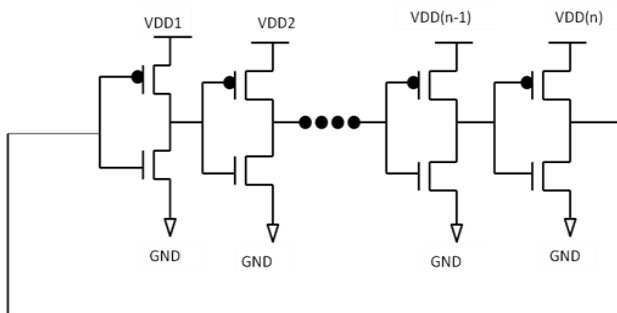 VDD1
VDD2
VDD(n-1)
VDD(n)
GND
GND
GND
GND